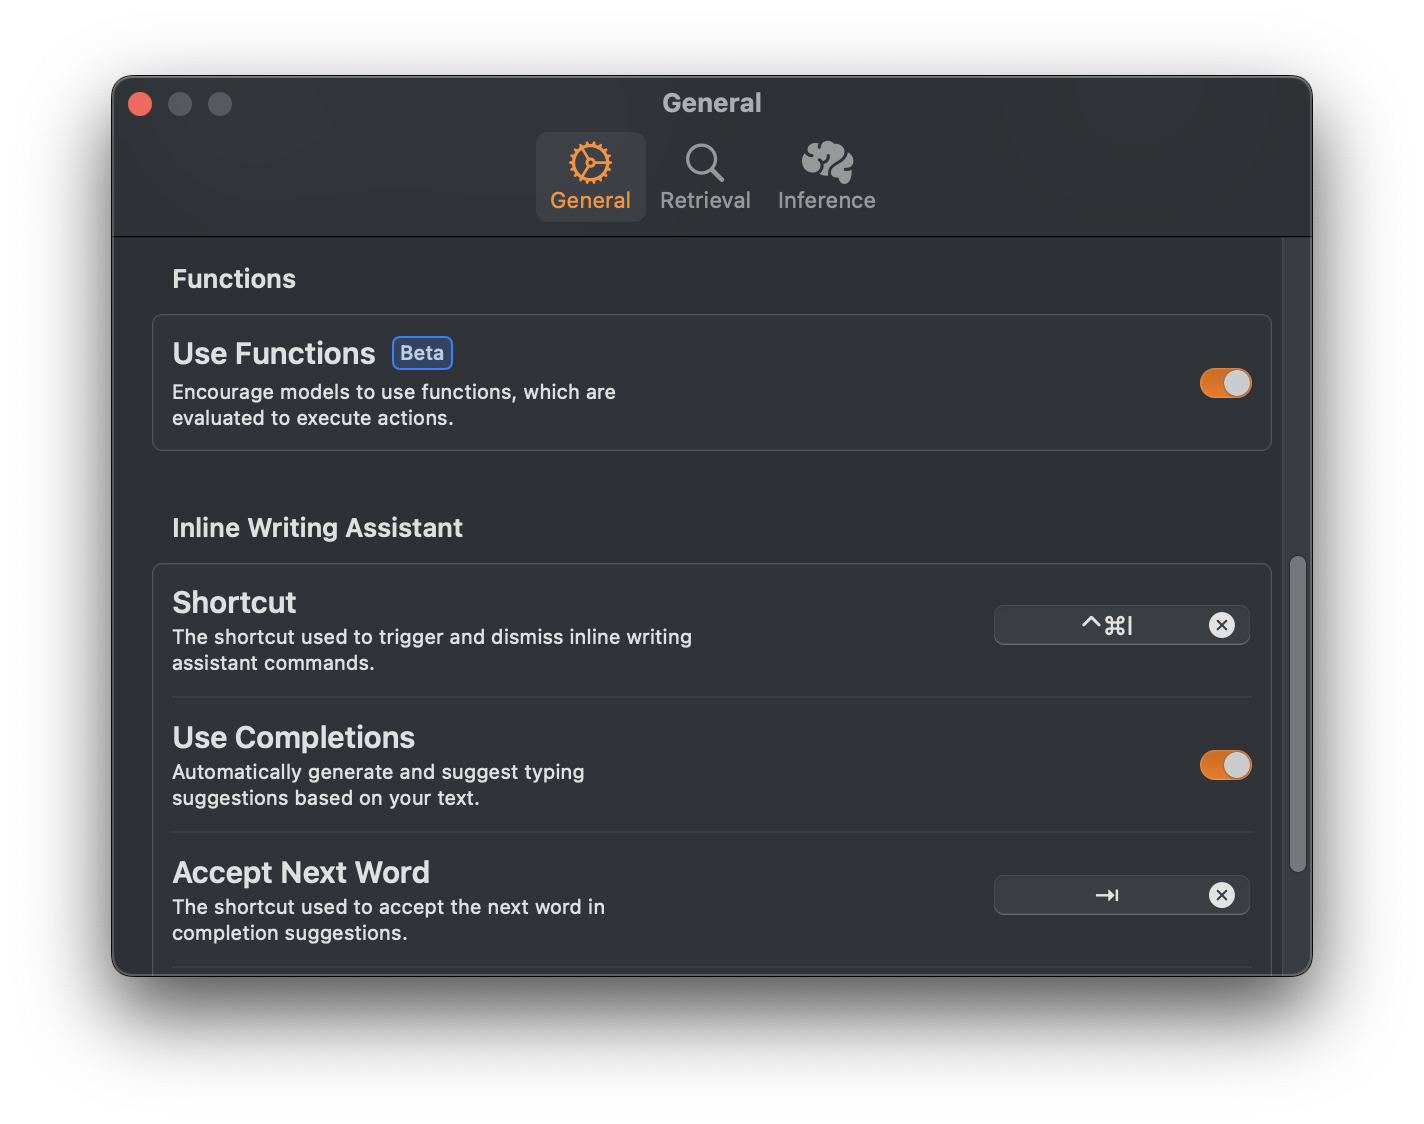 General
General Retrieval Inference
Functions
Use Functions Beta
Encourage models to use functions, which are
evaluated to execute actions.
Inline Writing Assistant
Shortcut
The shortcut used to trigger and dismiss inline writing
assistant commands.
^⌘I
Use Completions
Automatically generate and suggest typing
suggestions based on your text.
Accept Next Word
The shortcut used to accept the next word in
completion suggestions.
⇥